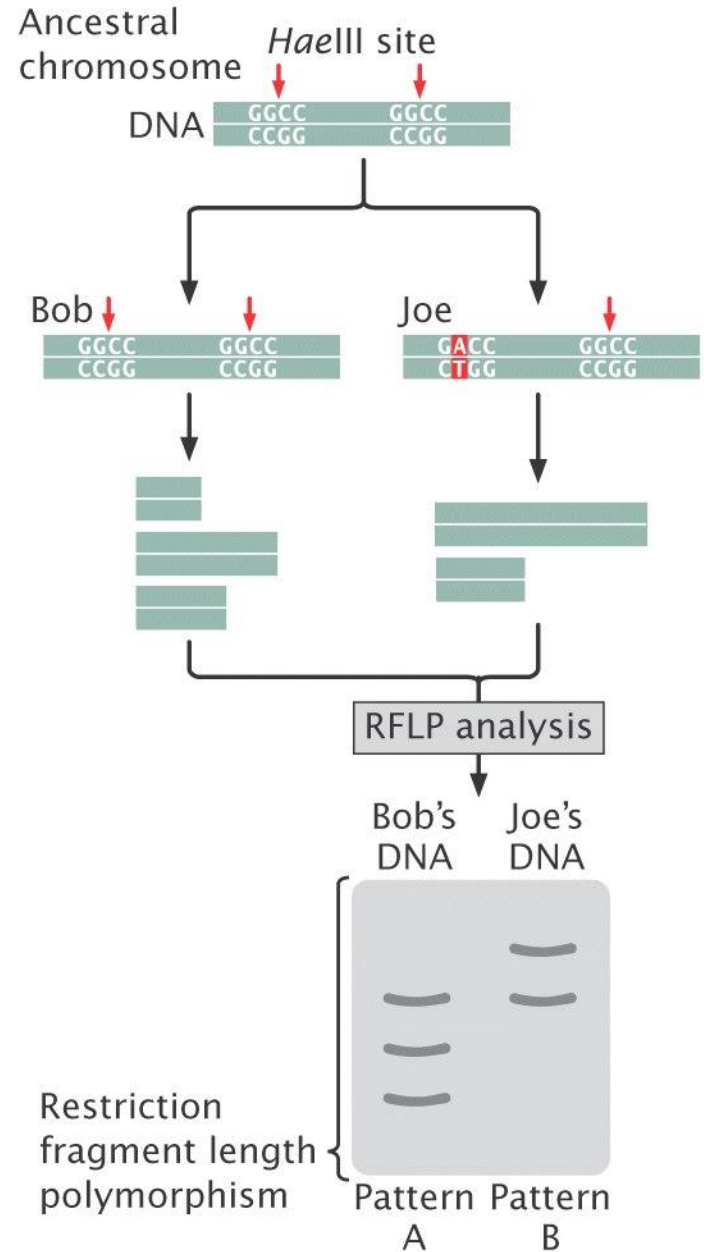 Ancestral
chromosome
HaeIII site
DNA
GGCC GGCC
CCGG CCGG
Bob
GGCC GGCC
CCGG CCGG
Joe
GACC GGCC
CTGG CCGG
RFLP analysis
Bob's
DNA
Joe's
DNA
Restriction
fragment length
polymorphism
Pattern
A
Pattern
B